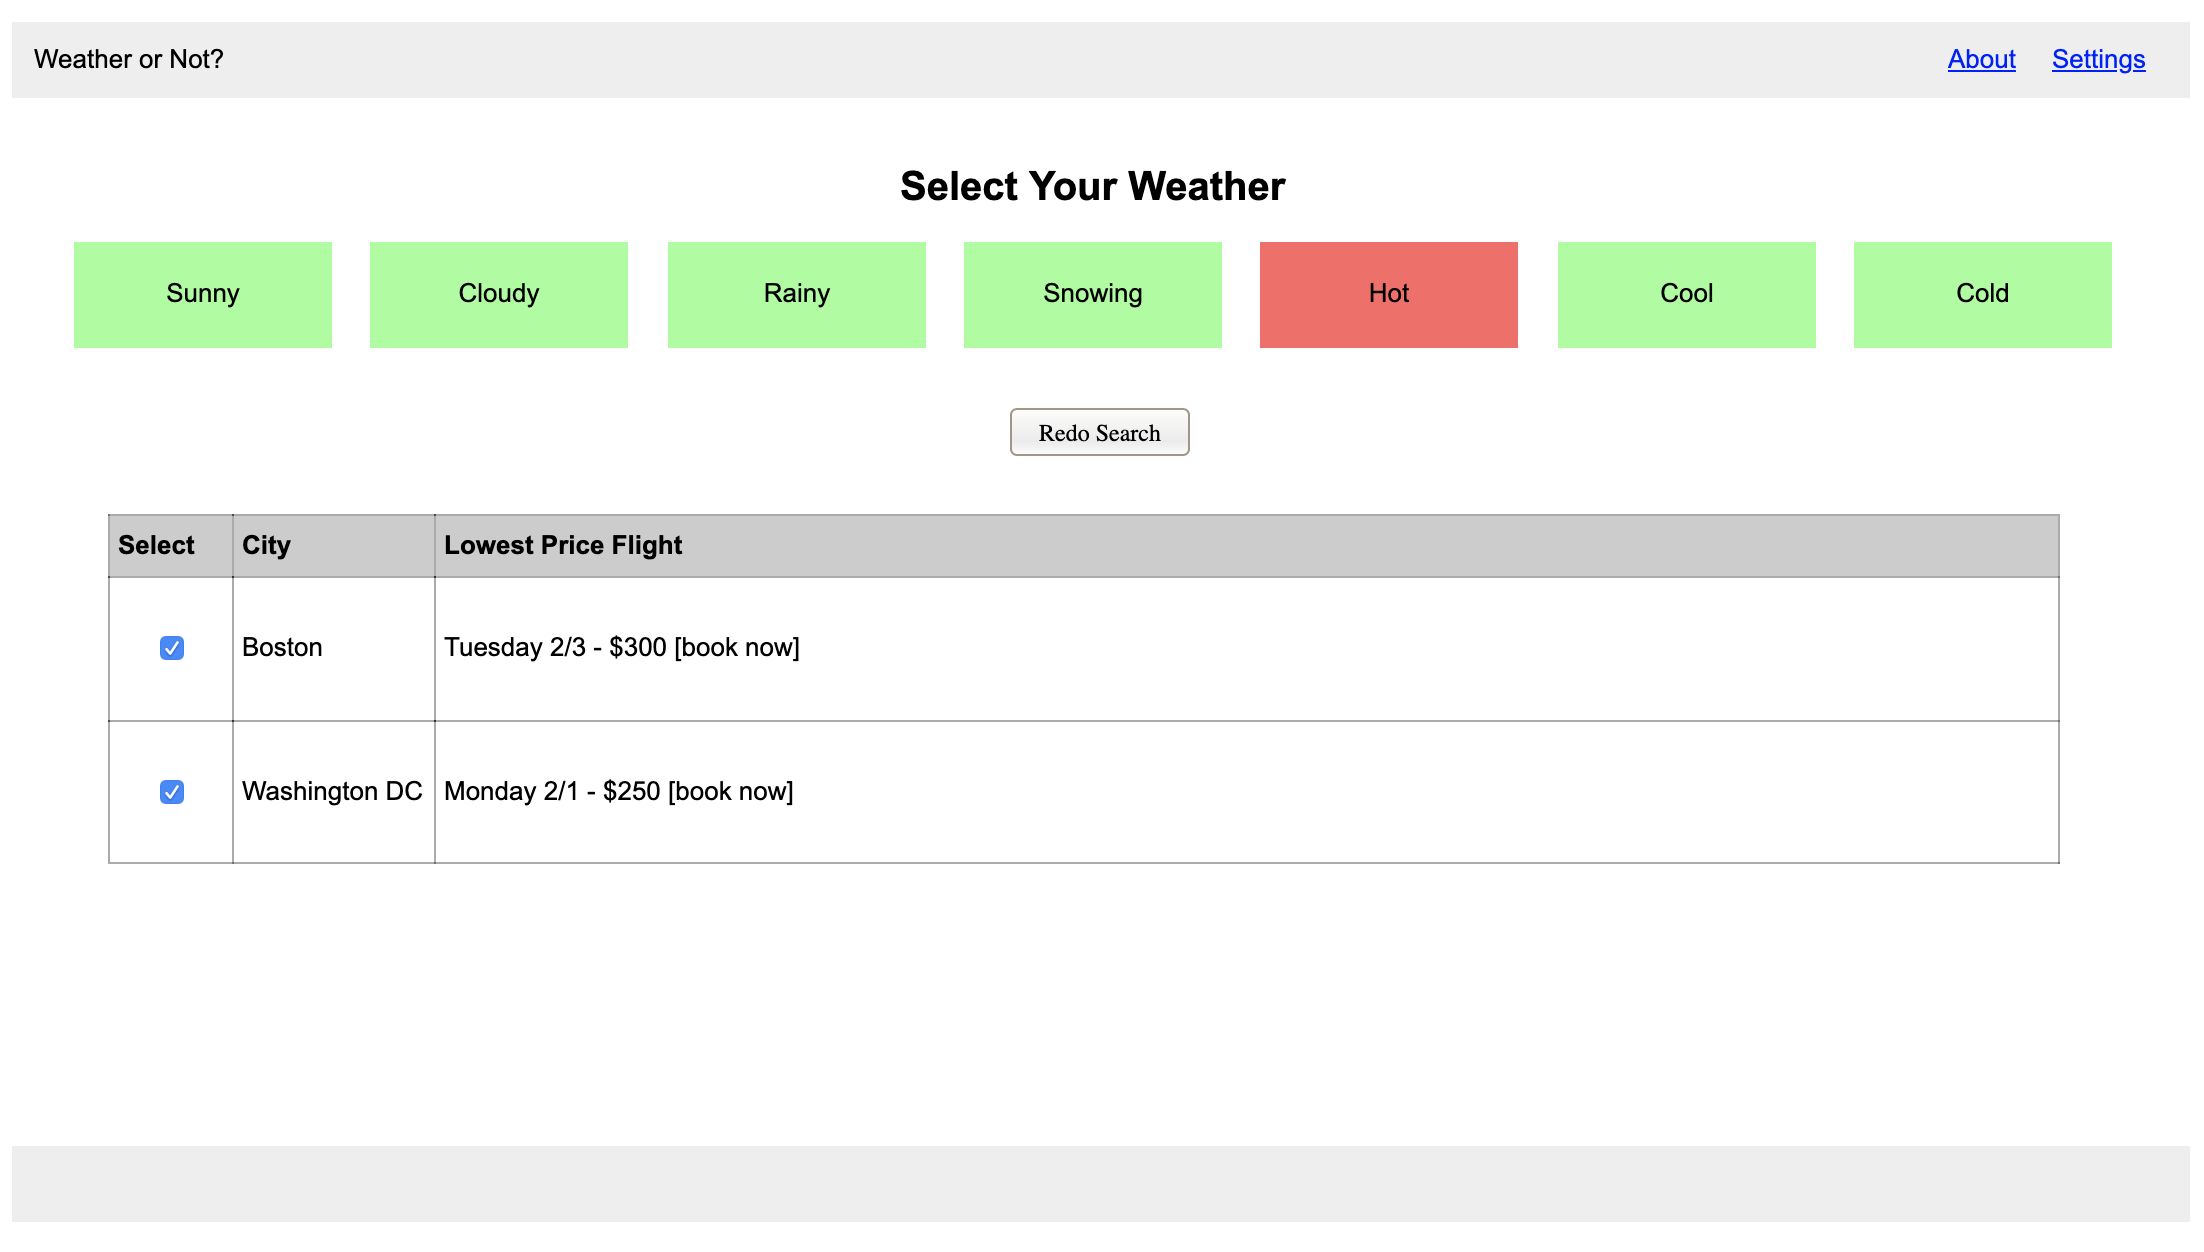 Weather or Not? About Settings
Select Your Weather
Sunny Cloudy Rainy Snowing Hot Cool Cold
Redo Search
Select City Lowest Price Flight
Boston Tuesday 2/3 - $300 [book now]
Washington DC Monday 2/1 - $250 [book now]